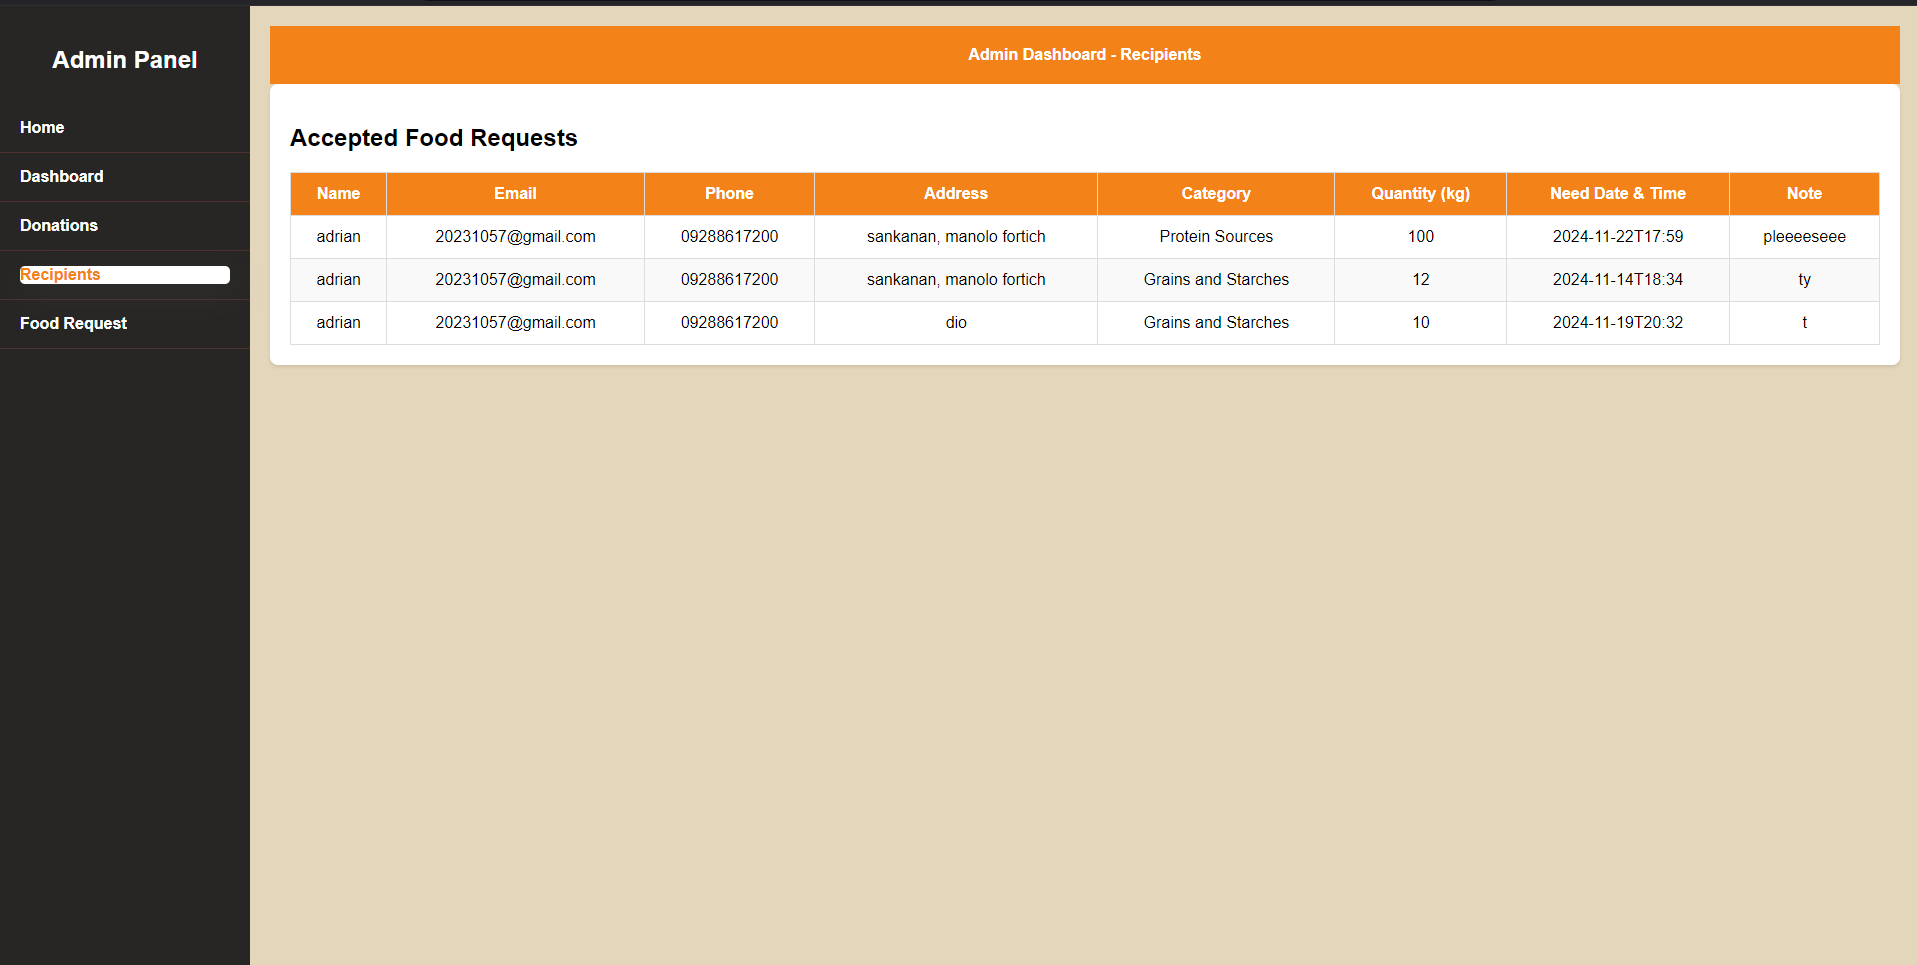 Admin Panel
Home
Dashboard
Donations
Recipients
Food Request
Admin Dashboard - Recipients
Accepted Food Requests
Name Email Phone Address Category Quantity (kg) Need Date & Time Note
adrian 20231057@gmail.com 09288617200 sankanan, manolo fortich Protein Sources 100 2024-11-22T17:59 pleeeeseee
adrian 20231057@gmail.com 09288617200 sankanan, manolo fortich Grains and Starches 12 2024-11-14T18:34 ty
adrian 20231057@gmail.com 09288617200 dio Grains and Starches 10 2024-11-19T20:32 t